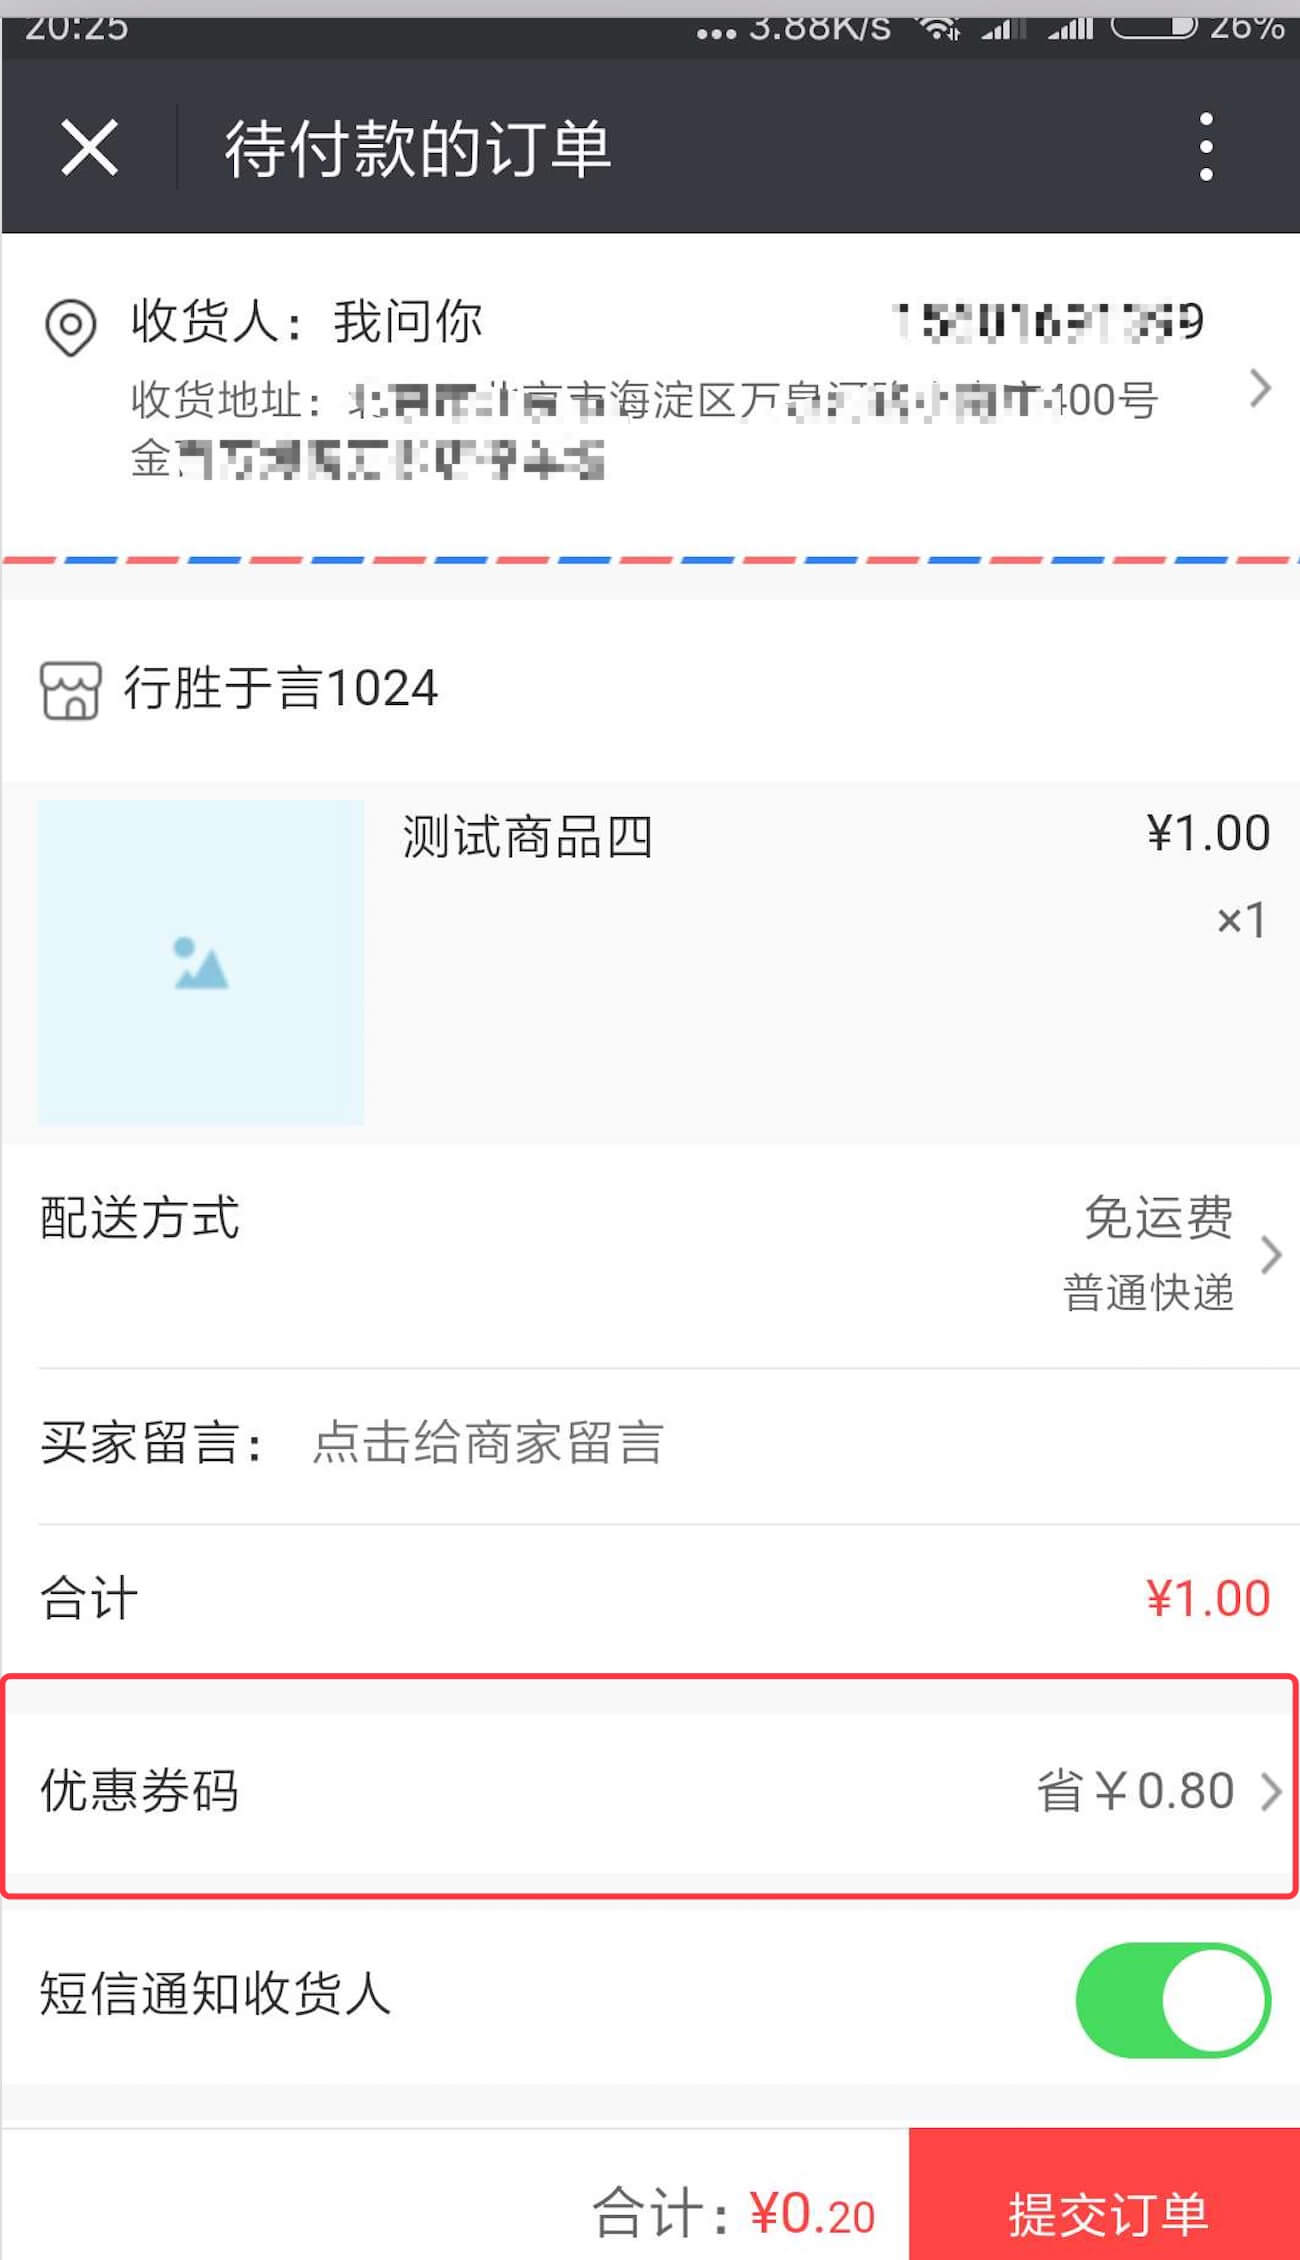 20:25 ... 3.88K/s 26%
待付款的订单
收货人：我问你 9
收货地址： 京市海淀区万 400号
金
行胜于言1024
测试商品四 ¥1.00
×1
配送方式 免运费
普通快递
买家留言： 点击给商家留言
合计 ¥1.00
优惠券码 省￥0.80
短信通知收货人
合计：¥0.20 提交订单